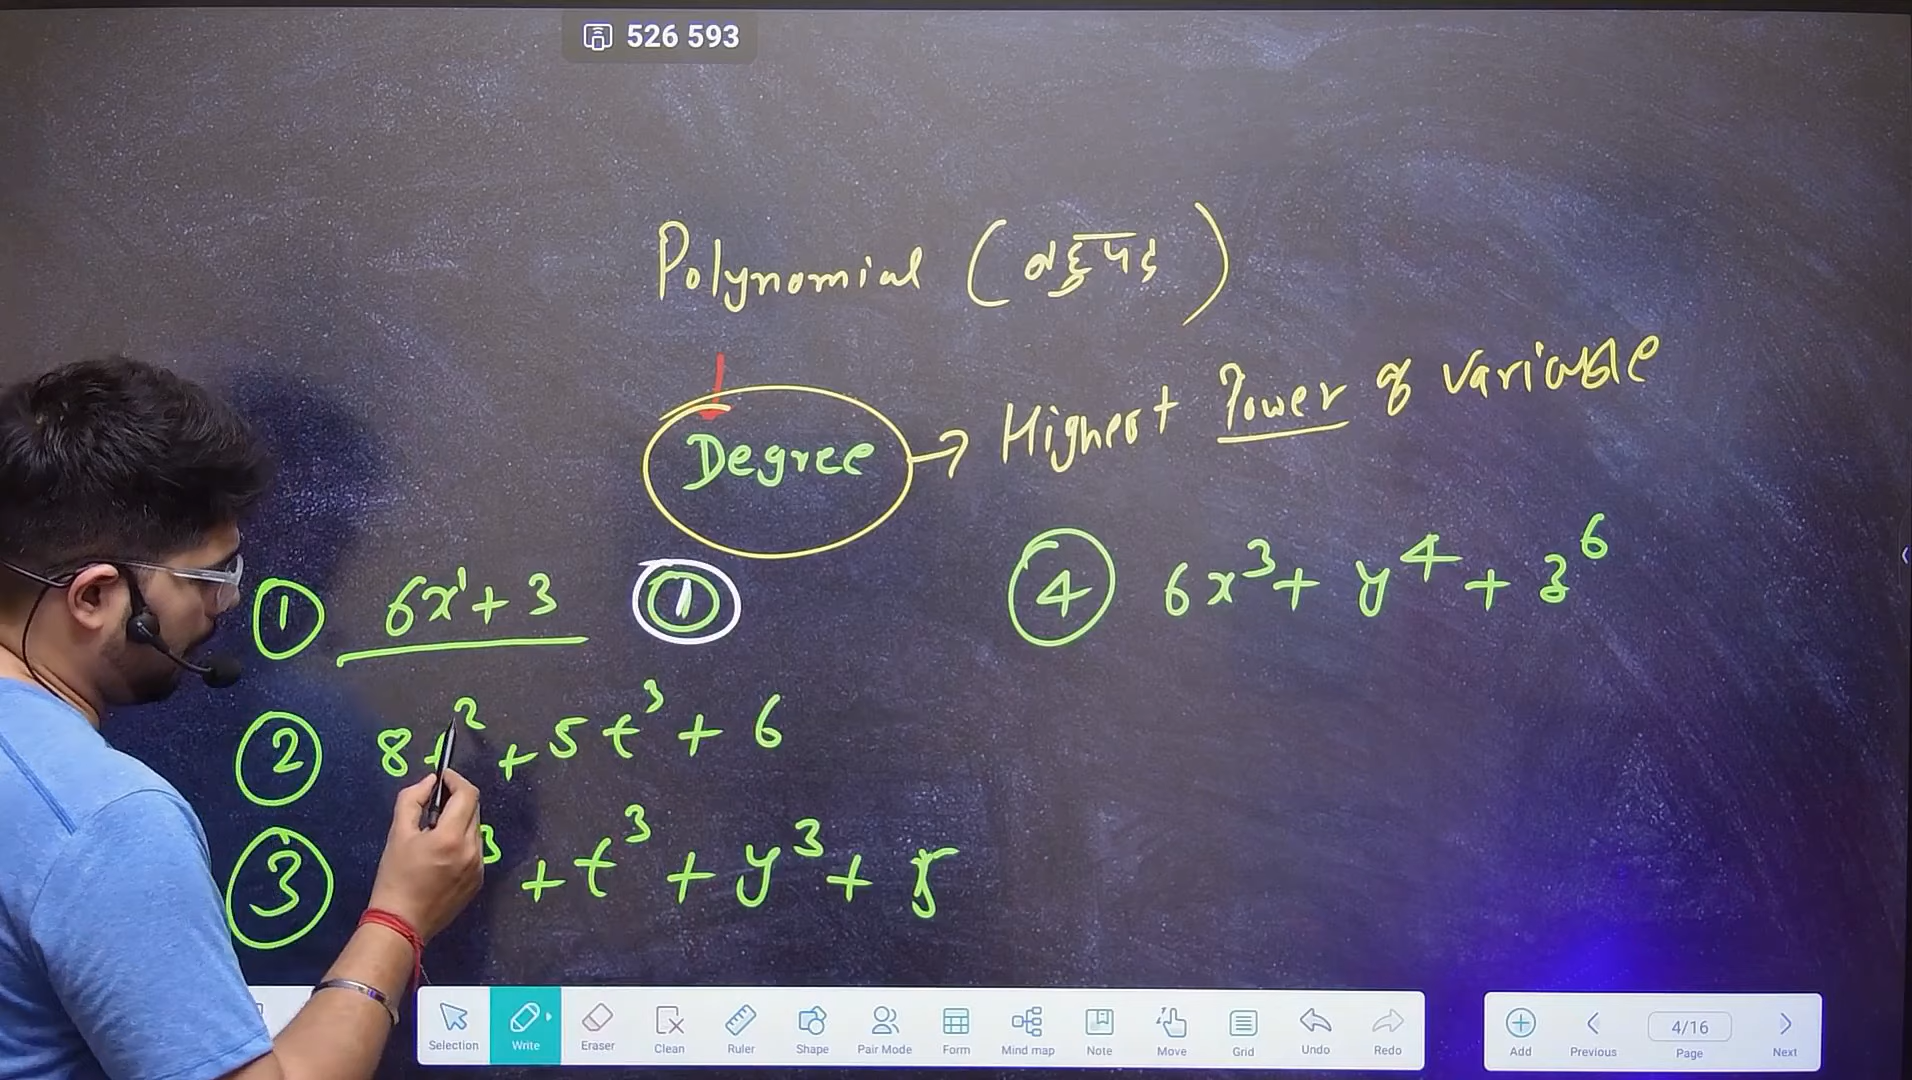 526 593
Polynomial (बहुपद)
Degree → Highest Power of variable
① 6x¹ + 3 ①
④ 6x³ + y⁴ + z⁶
② 8t² + 5t³ + 6
③ ³ + t³ + y³ + 5
Selection Write Eraser Clean Ruler Shape Pair Mode Form Mind map Note Move Grid Undo Redo
Add Previous 4/16 Page Next